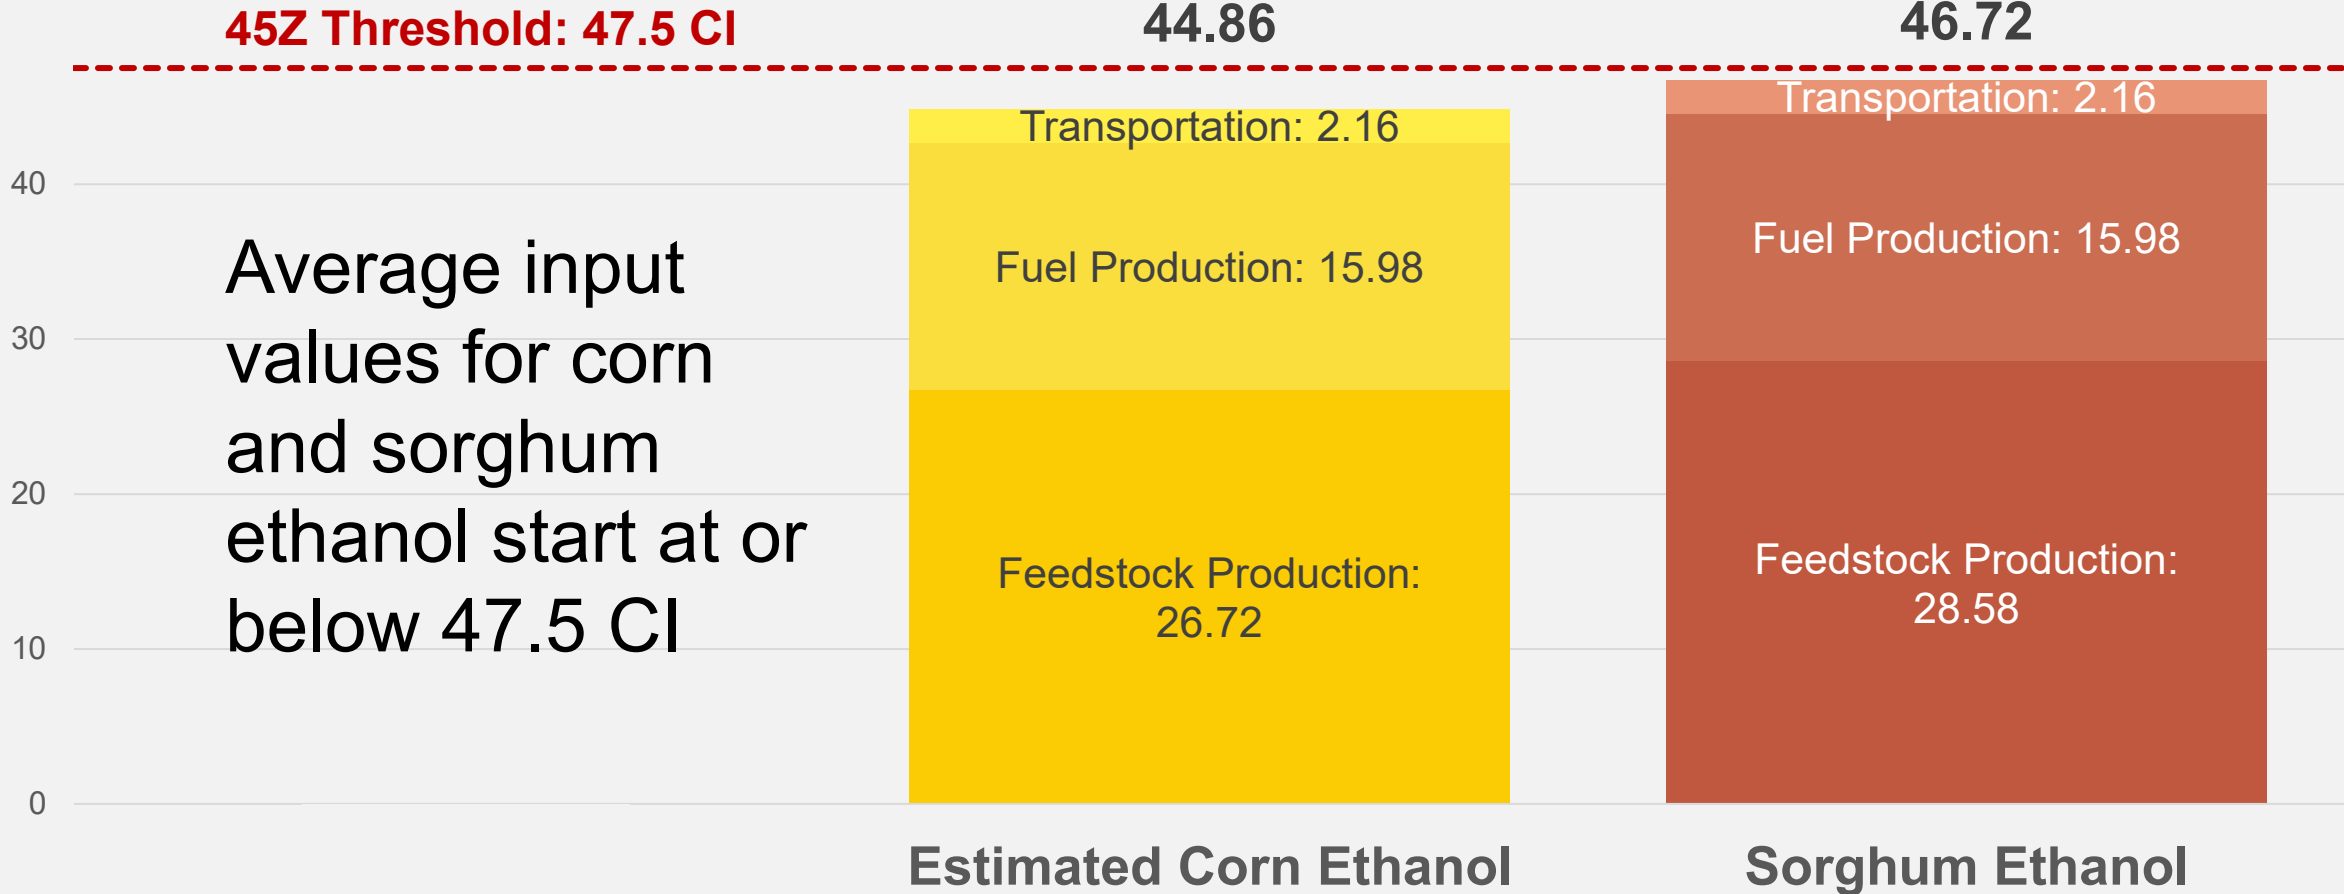 45Z Threshold: 47.5 CI
44.86
46.72
40
30
20
10
0
Average input
values for corn
and sorghum
ethanol start at or
below 47.5 CI
Transportation: 2.16
Fuel Production: 15.98
Feedstock Production:
26.72
Transportation: 2.16
Fuel Production: 15.98
Feedstock Production:
28.58
Estimated Corn Ethanol
Sorghum Ethanol